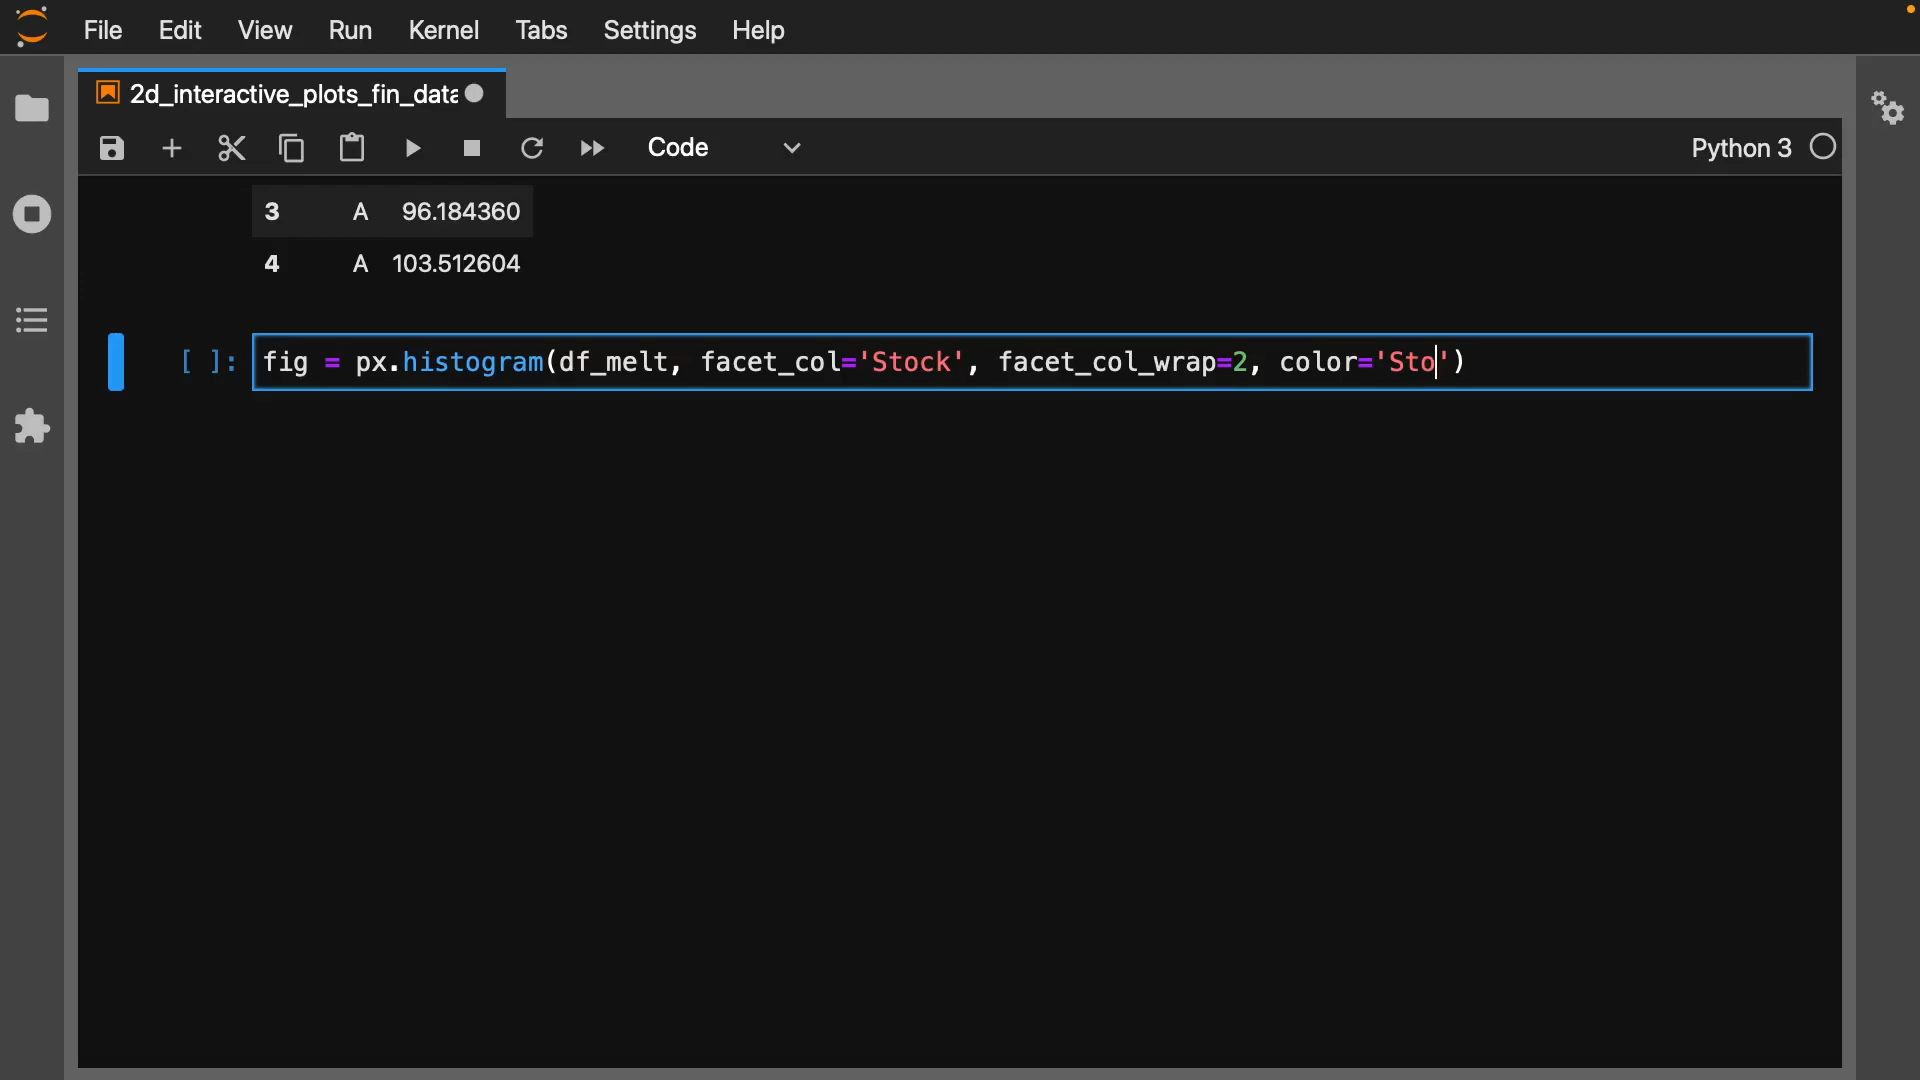 File Edit View Run Kernel Tabs Settings Help
2d_interactive_plots_fin_data
Code Python 3
3 A 96.184360
4 A 103.512604
[ ]: fig = px.histogram(df_melt, facet_col='Stock', facet_col_wrap=2, color='Sto')